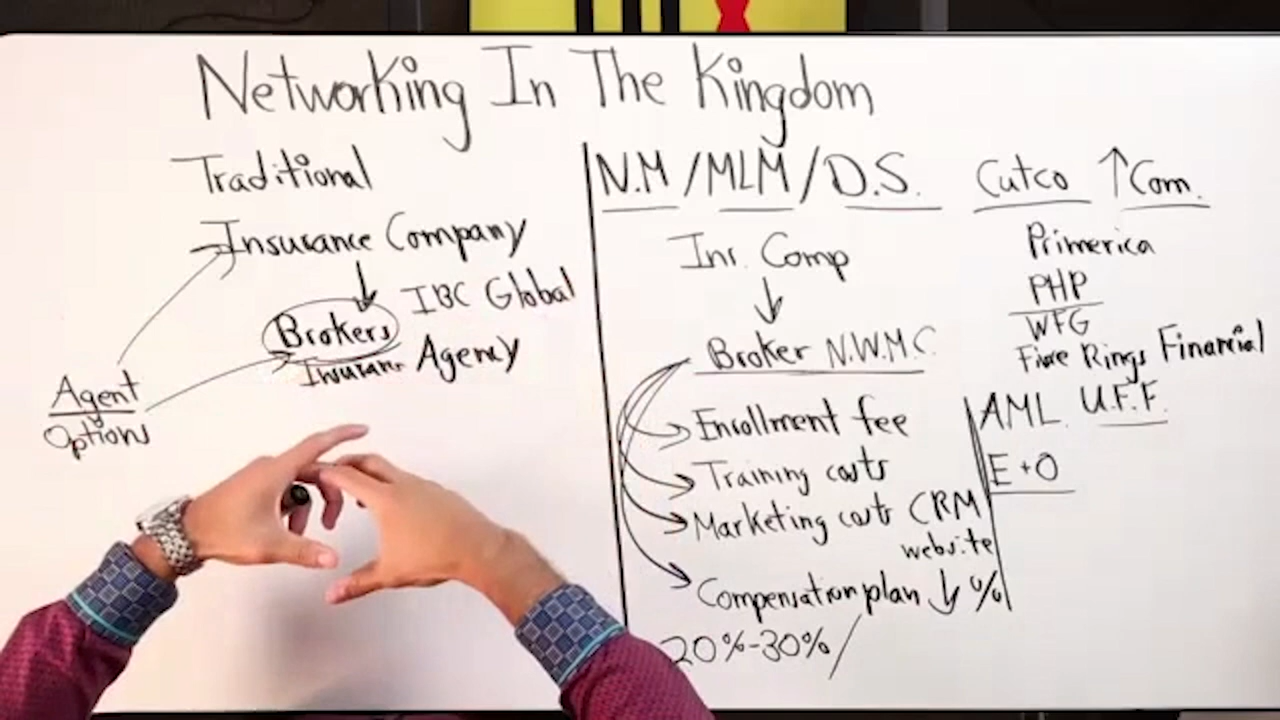 Networking In The Kingdom
Traditional
Insurance Company
IBC Global
Brokers
Insuranc Agency
Agent
Options
N.M / MLM / D.S.
Ins. Comp
Broker N.W.M.C.
Enrollment fee
Training costs
Marketing costs CRM
website
Compensation plan ↓ %
20%-30%/
Cutco ↑ Com.
Primerica
PHP
WFG
Five Rings Financial
AML. U.F.F.
E+O